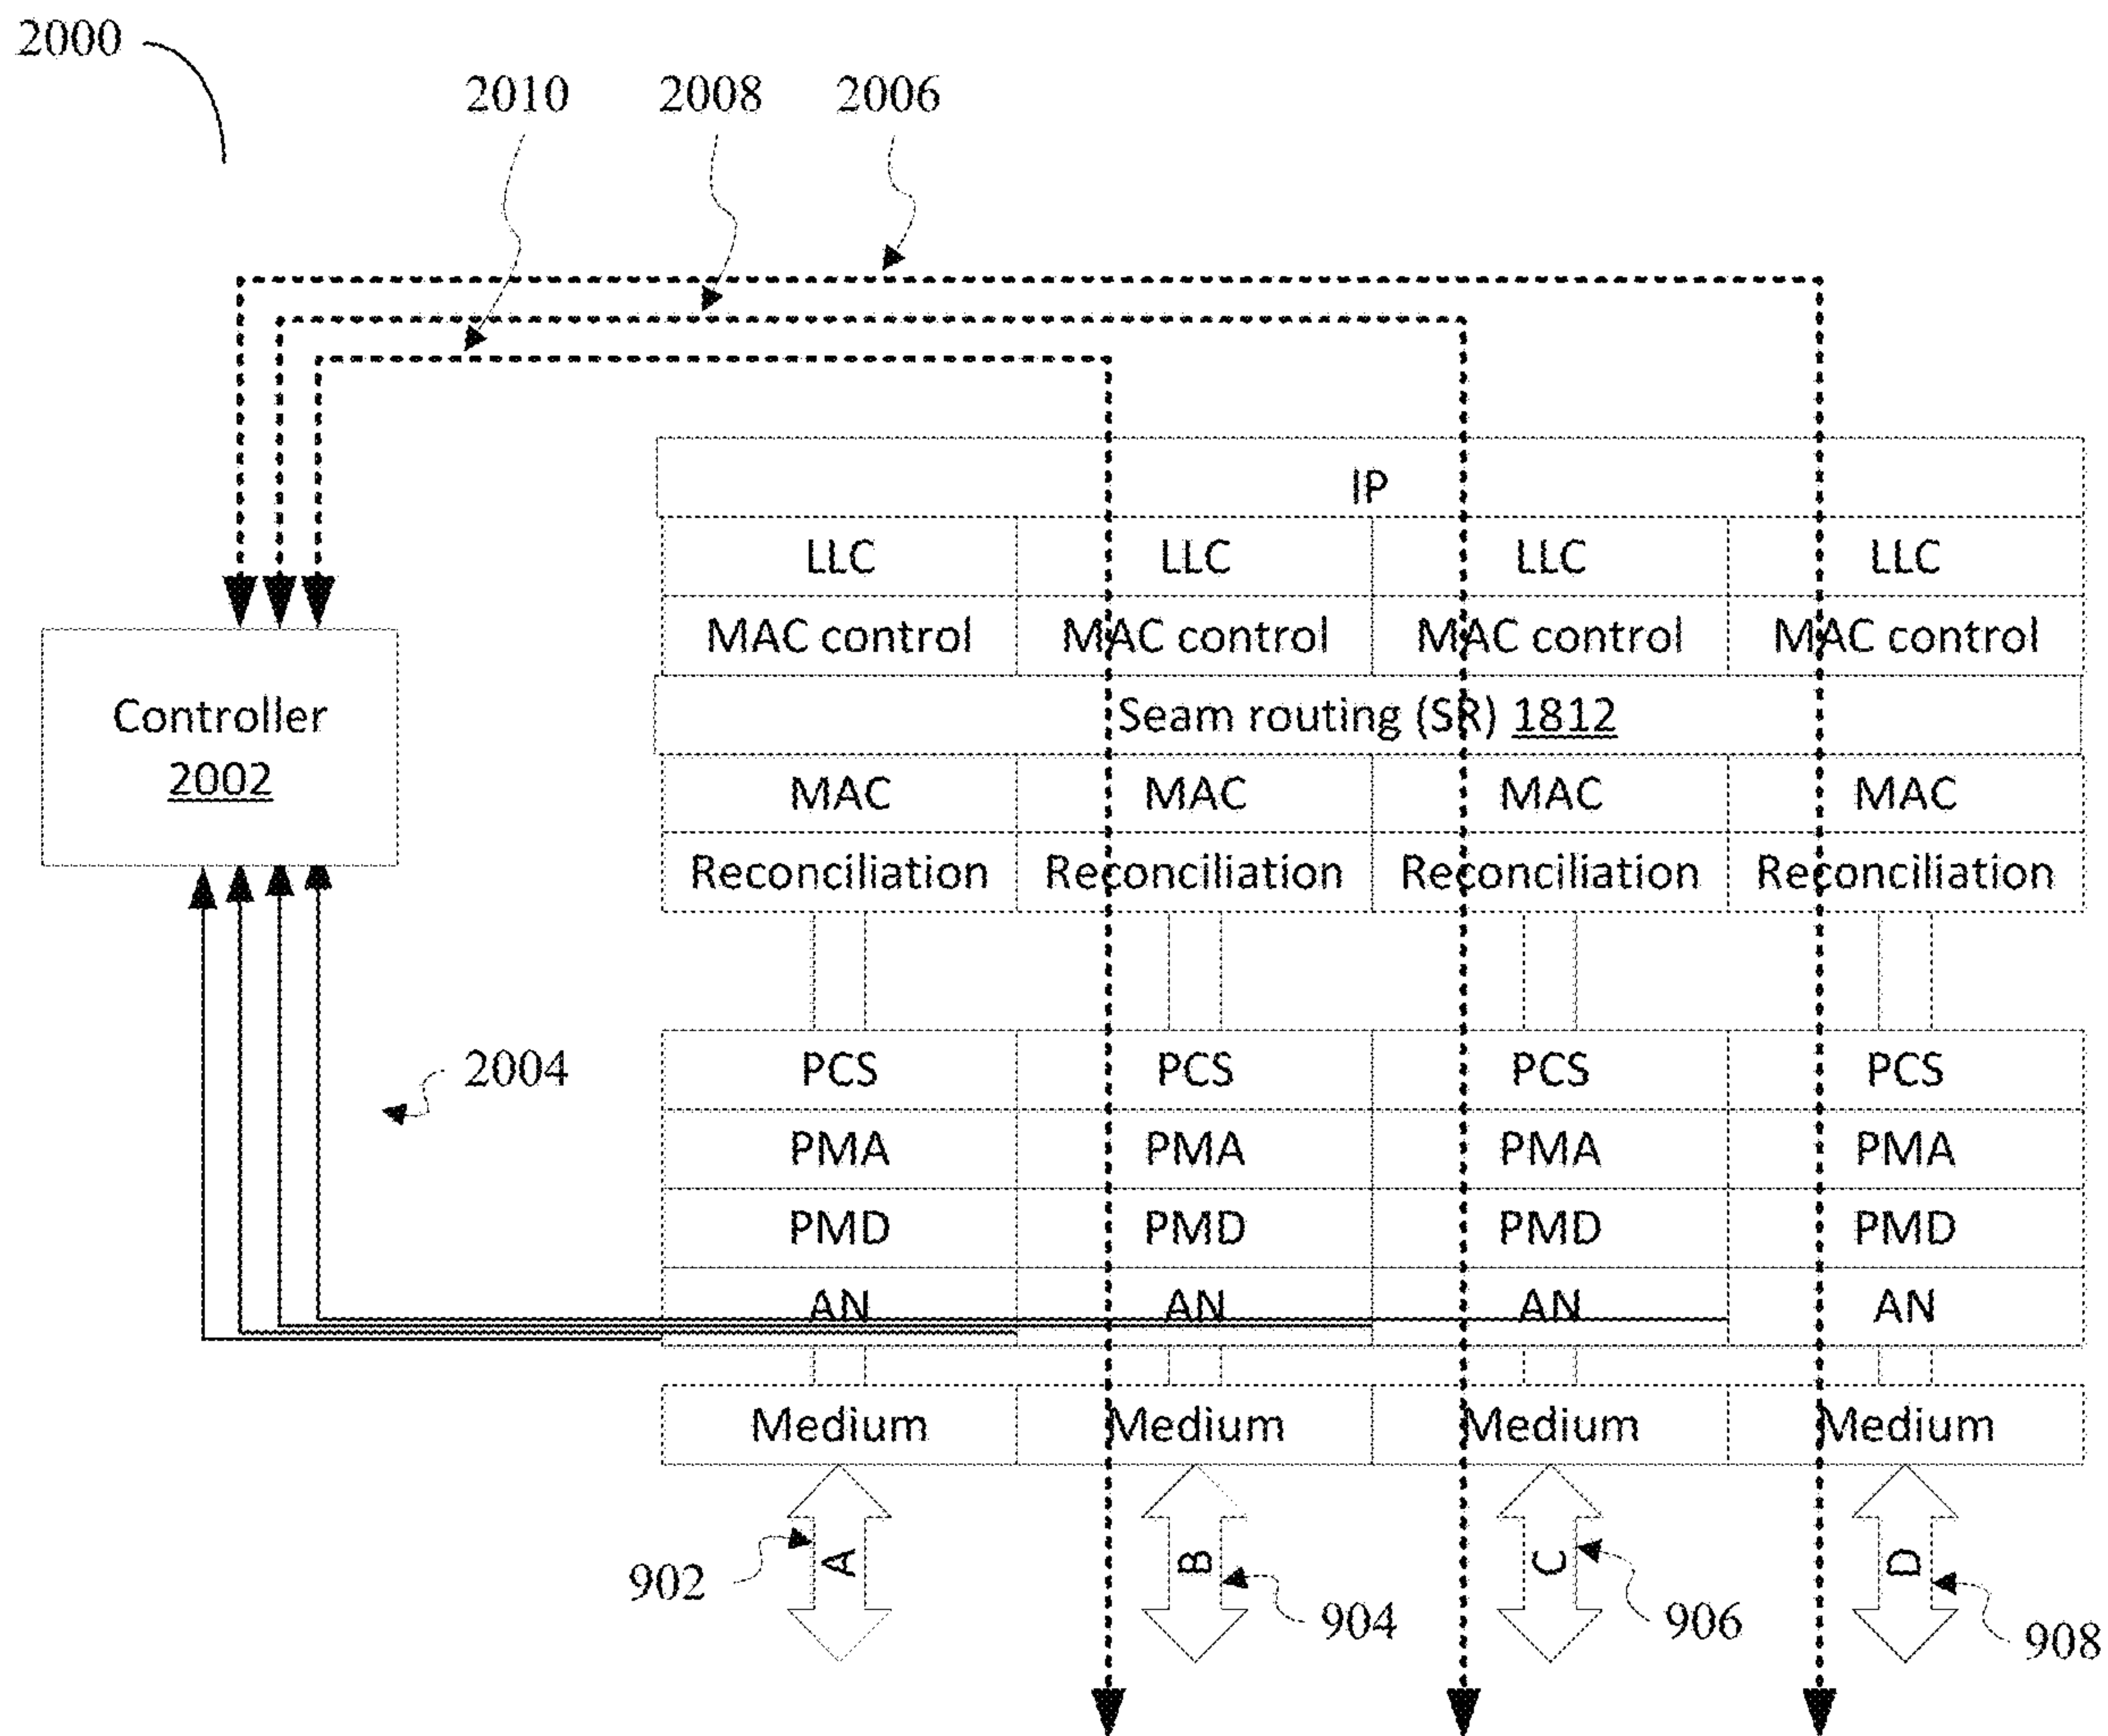 2000
2010 2008 2006
IP
LLC LLC LLC LLC
MAC control MAC control MAC control MAC control
Controller
2002
Seam routing (SR) 1812
MAC MAC MAC MAC
Reconciliation Reconciliation Reconciliation Reconciliation
2004
PCS PCS PCS PCS
PMA PMA PMA PMA
PMD PMD PMD PMD
AN AN AN AN
Medium Medium Medium Medium
A B C D
902 904 906 908